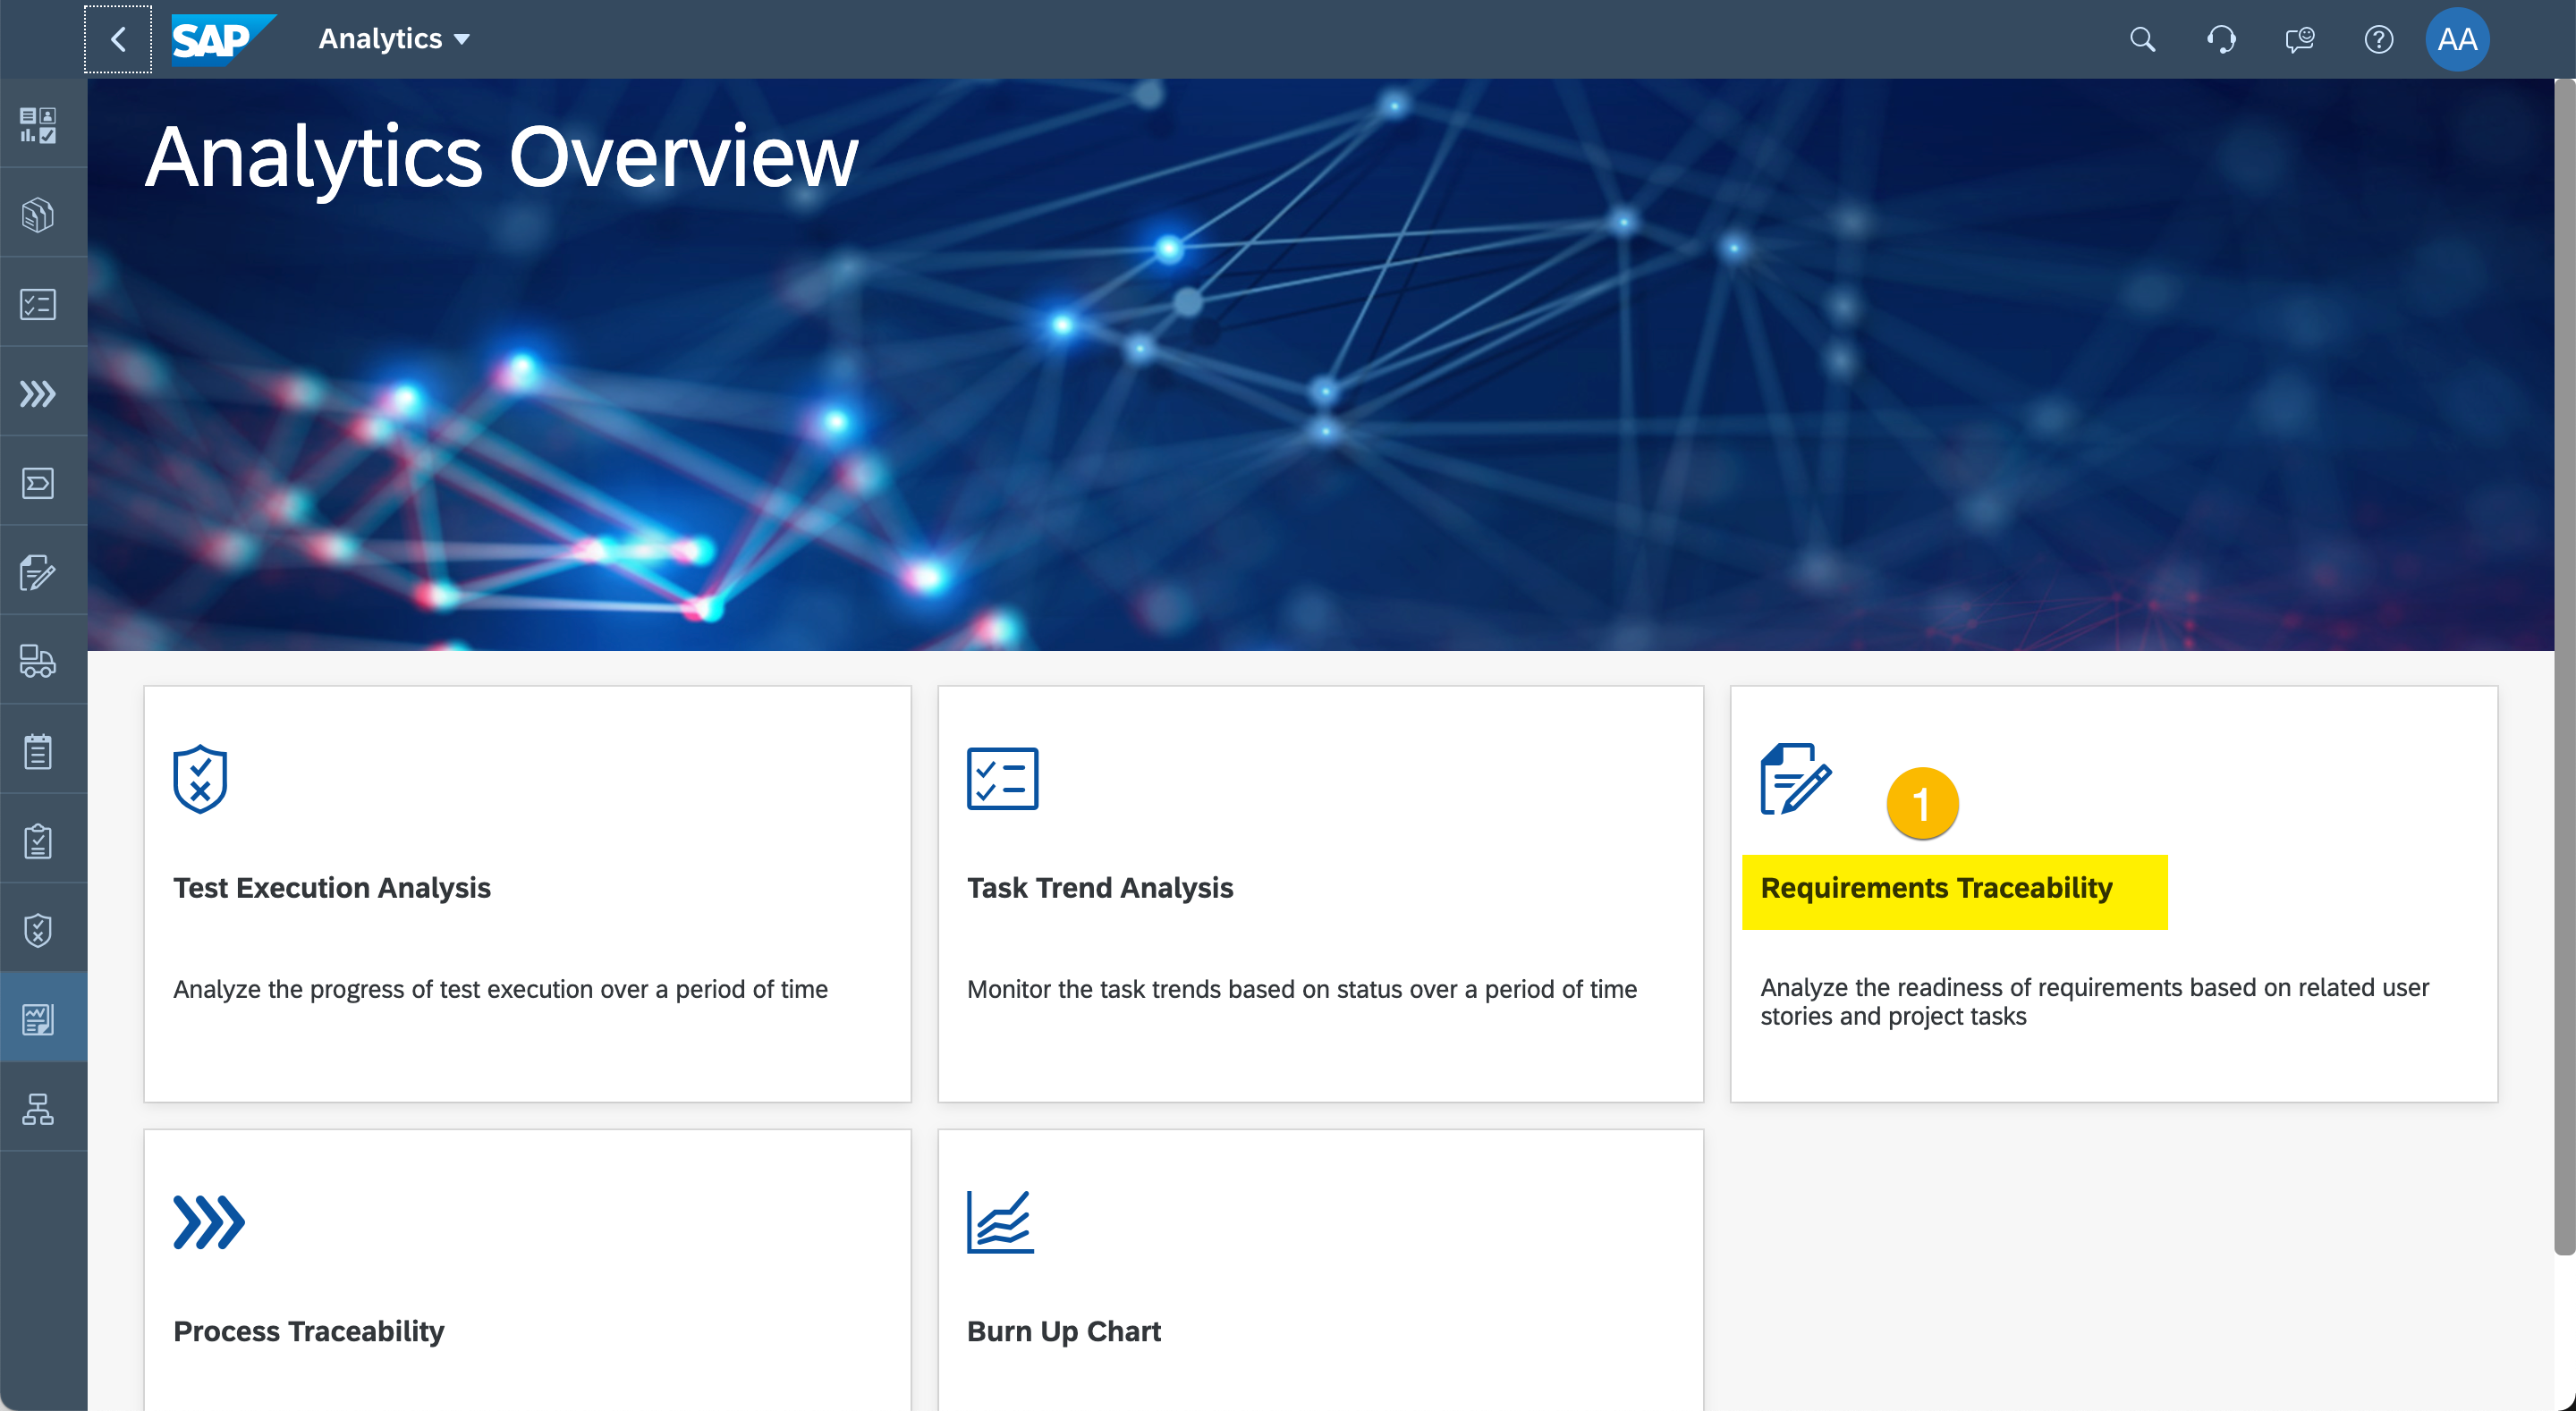 SAP
Analytics
AA
Analytics Overview
1
Test Execution Analysis
Task Trend Analysis
Requirements Traceability
Analyze the progress of test execution over a period of time
Monitor the task trends based on status over a period of time
Analyze the readiness of requirements based on related user
stories and project tasks
Process Traceability
Burn Up Chart